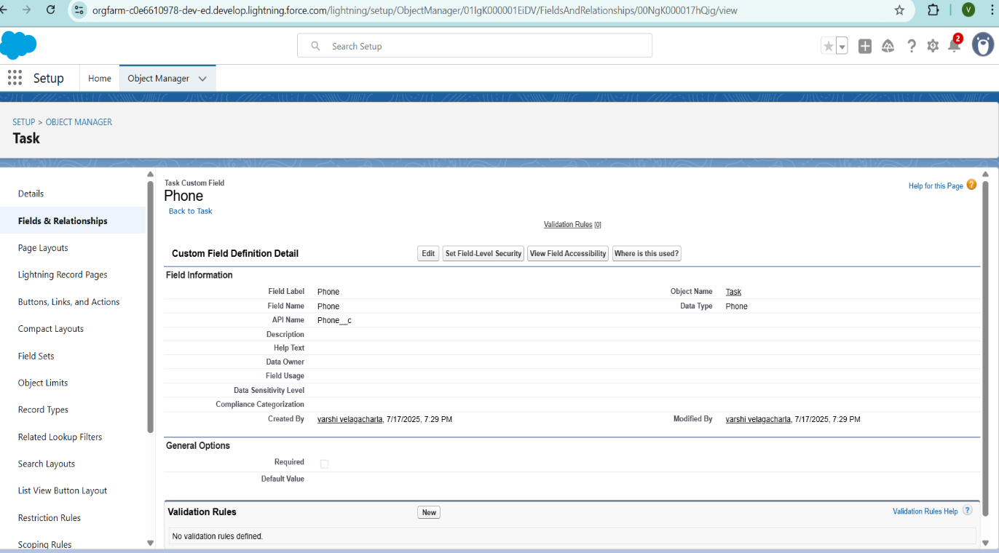 orgfarm-c0e6610978-dev-ed.develop.lightning.force.com/lightning/setup/ObjectManager/01IgK000001EiDV/FieldsAndRelationships/00NgK000017hQig/view
V
Search Setup
2
Setup Home Object Manager
SETUP > OBJECT MANAGER
Task
Details
Fields & Relationships
Page Layouts
Lightning Record Pages
Buttons, Links, and Actions
Compact Layouts
Field Sets
Object Limits
Record Types
Related Lookup Filters
Search Layouts
List View Button Layout
Restriction Rules
Scoping Rules
Task Custom Field
Phone
Back to Task
Help for this Page ?
Validation Rules [0]
Custom Field Definition Detail Edit Set Field-Level Security View Field Accessibility Where is this used?
Field Information
Field Label Phone Object Name Task
Field Name Phone Data Type Phone
API Name Phone__c
Description
Help Text
Data Owner
Field Usage
Data Sensitivity Level
Compliance Categorization
Created By varshi velagacharla, 7/17/2025, 7:29 PM Modified By varshi velagacharla, 7/17/2025, 7:29 PM
General Options
Required
Default Value
Validation Rules New Validation Rules Help ?
No validation rules defined.